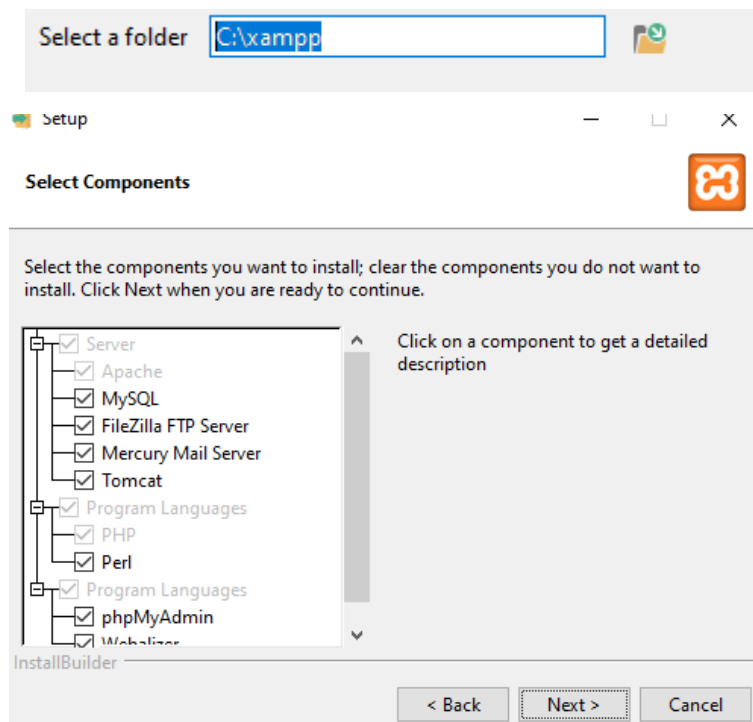 Select a folder C:\xampp
Setup
Select Components
Select the components you want to install; clear the components you do not want to
install. Click Next when you are ready to continue.
Server
Apache
MySQL
FileZilla FTP Server
Mercury Mail Server
Tomcat
Program Languages
PHP
Perl
Program Languages
phpMyAdmin
Webalizer
Click on a component to get a detailed
description
InstallBuilder
< Back Next > Cancel